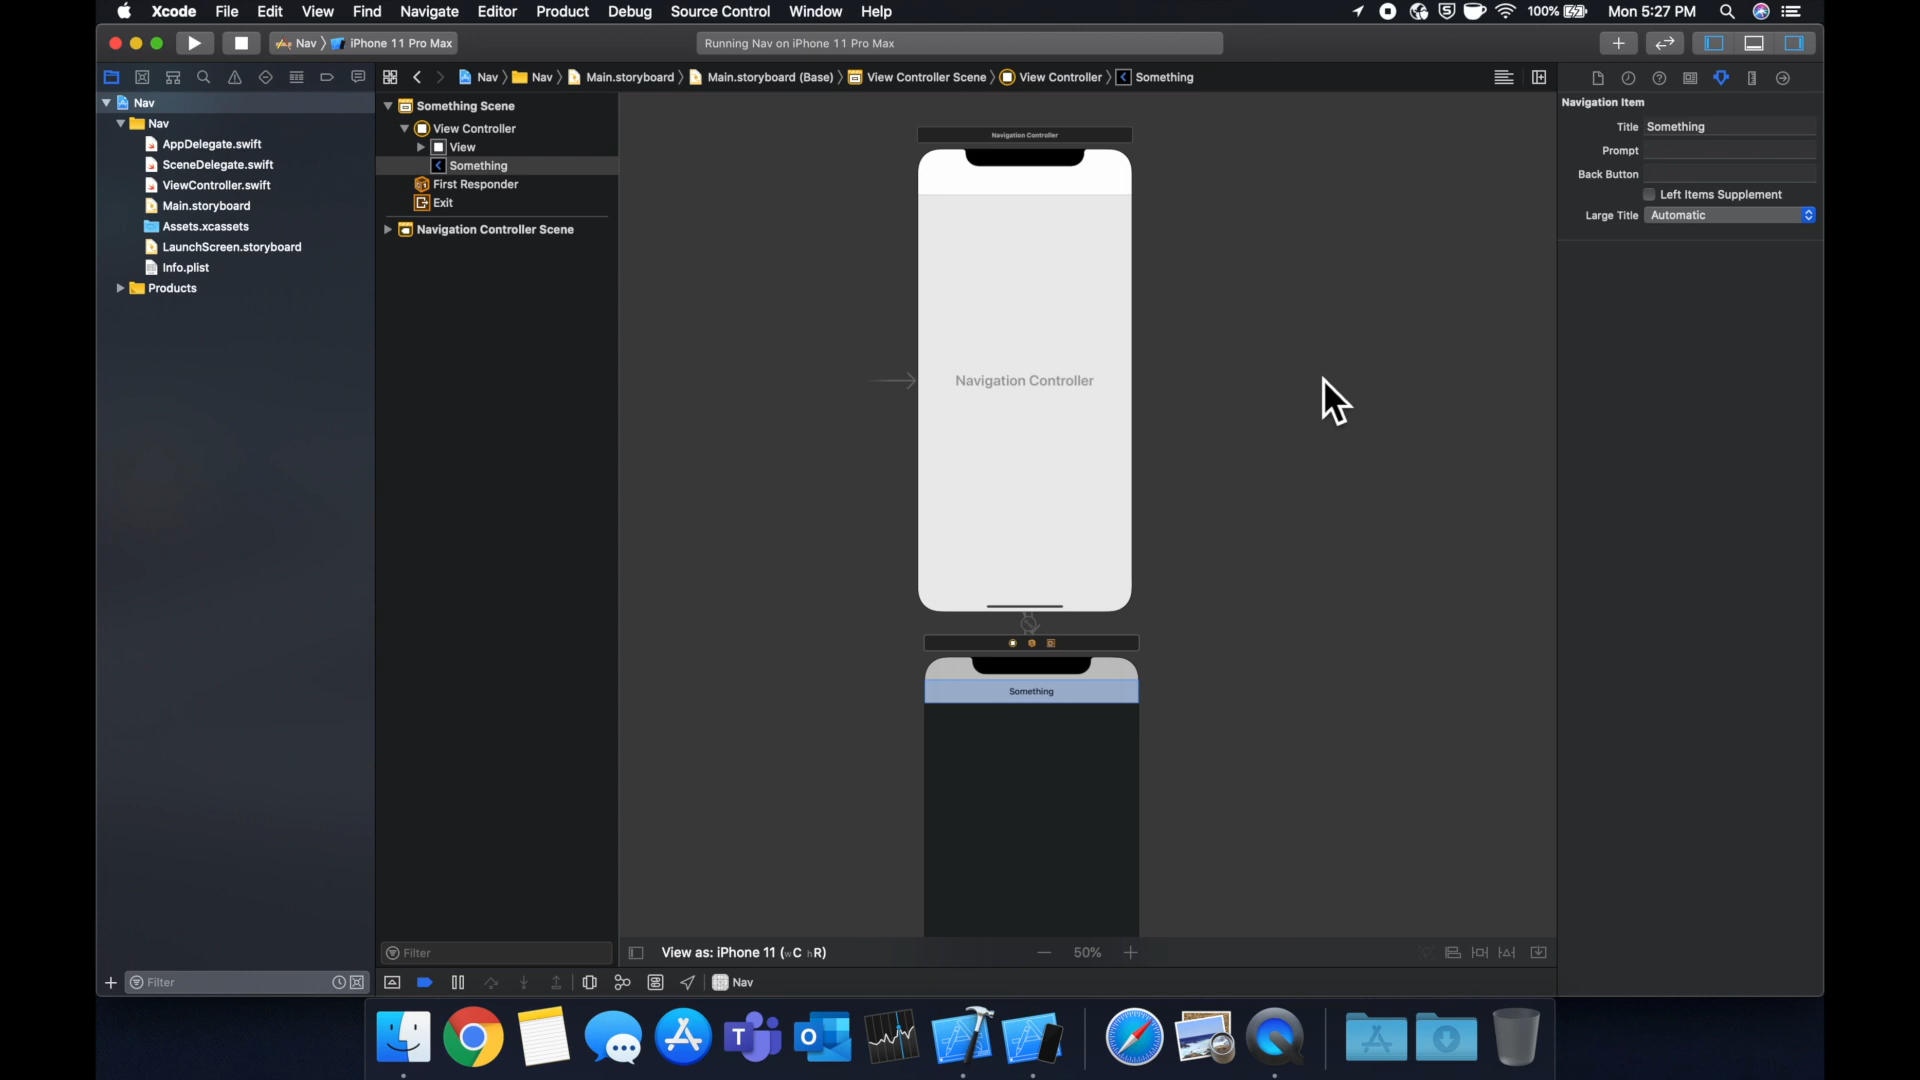 Xcode File Edit View Find Navigate Editor Product Debug Source Control Window Help 100% Mon 5:27 PM
Nav iPhone 11 Pro Max Running Nav on iPhone 11 Pro Max
Nav Nav Main.storyboard Main.storyboard (Base) View Controller Scene View Controller Something
Nav
Nav
AppDelegate.swift
SceneDelegate.swift
ViewController.swift
Main.storyboard
Assets.xcassets
LaunchScreen.storyboard
Info.plist
Products
Something Scene
View Controller
View
Something
First Responder
Exit
Navigation Controller Scene
Navigation Controller
Navigation Controller
Something
Navigation Item
Title Something
Prompt
Back Button
Left Items Supplement
Large Title Automatic
Filter
View as: iPhone 11 (wC hR) 50%
Filter
Nav